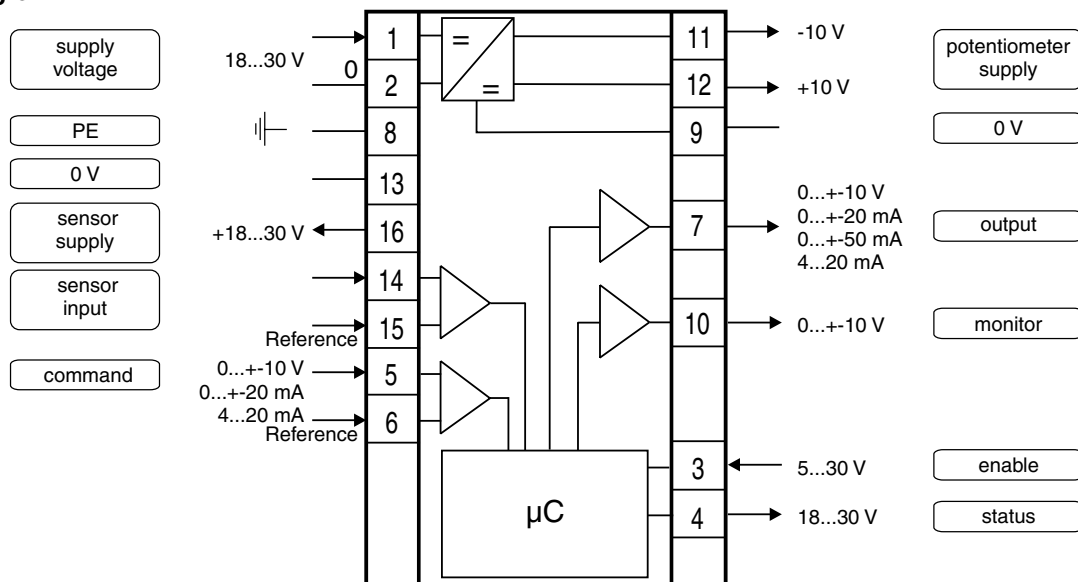 supply
voltage
PE
0 V
sensor
supply
sensor
input
command
18...30 V
0
+18...30 V
Reference
0...+-10 V
0...+-20 mA
4...20 mA
Reference
1
2
8
13
16
14
15
5
6
=
=
µC
11
12
9
7
10
3
4
-10 V
+10 V
0...+-10 V
0...+-20 mA
0...+-50 mA
4...20 mA
0...+-10 V
5...30 V
18...30 V
potentiometer
supply
0 V
output
monitor
enable
status